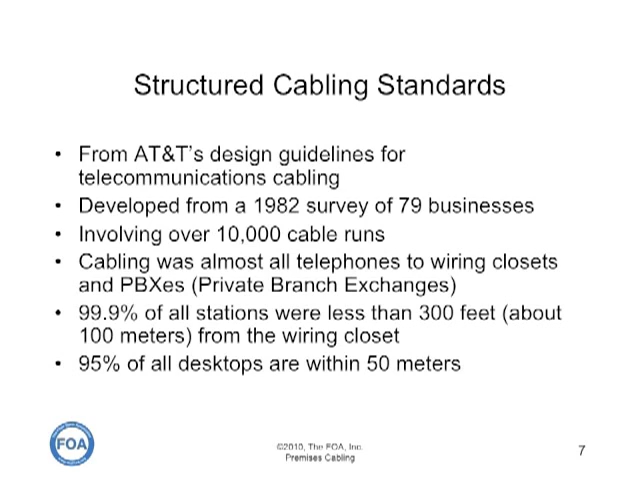 Structured Cabling Standards
• From AT&T's design guidelines for
telecommunications cabling
• Developed from a 1982 survey of 79 businesses
• Involving over 10,000 cable runs
• Cabling was almost all telephones to wiring closets
and PBXes (Private Branch Exchanges)
• 99.9% of all stations were less than 300 feet (about
100 meters) from the wiring closet
• 95% of all desktops are within 50 meters
FOA
©2010, The FOA, Inc.
Premises Cabling
7